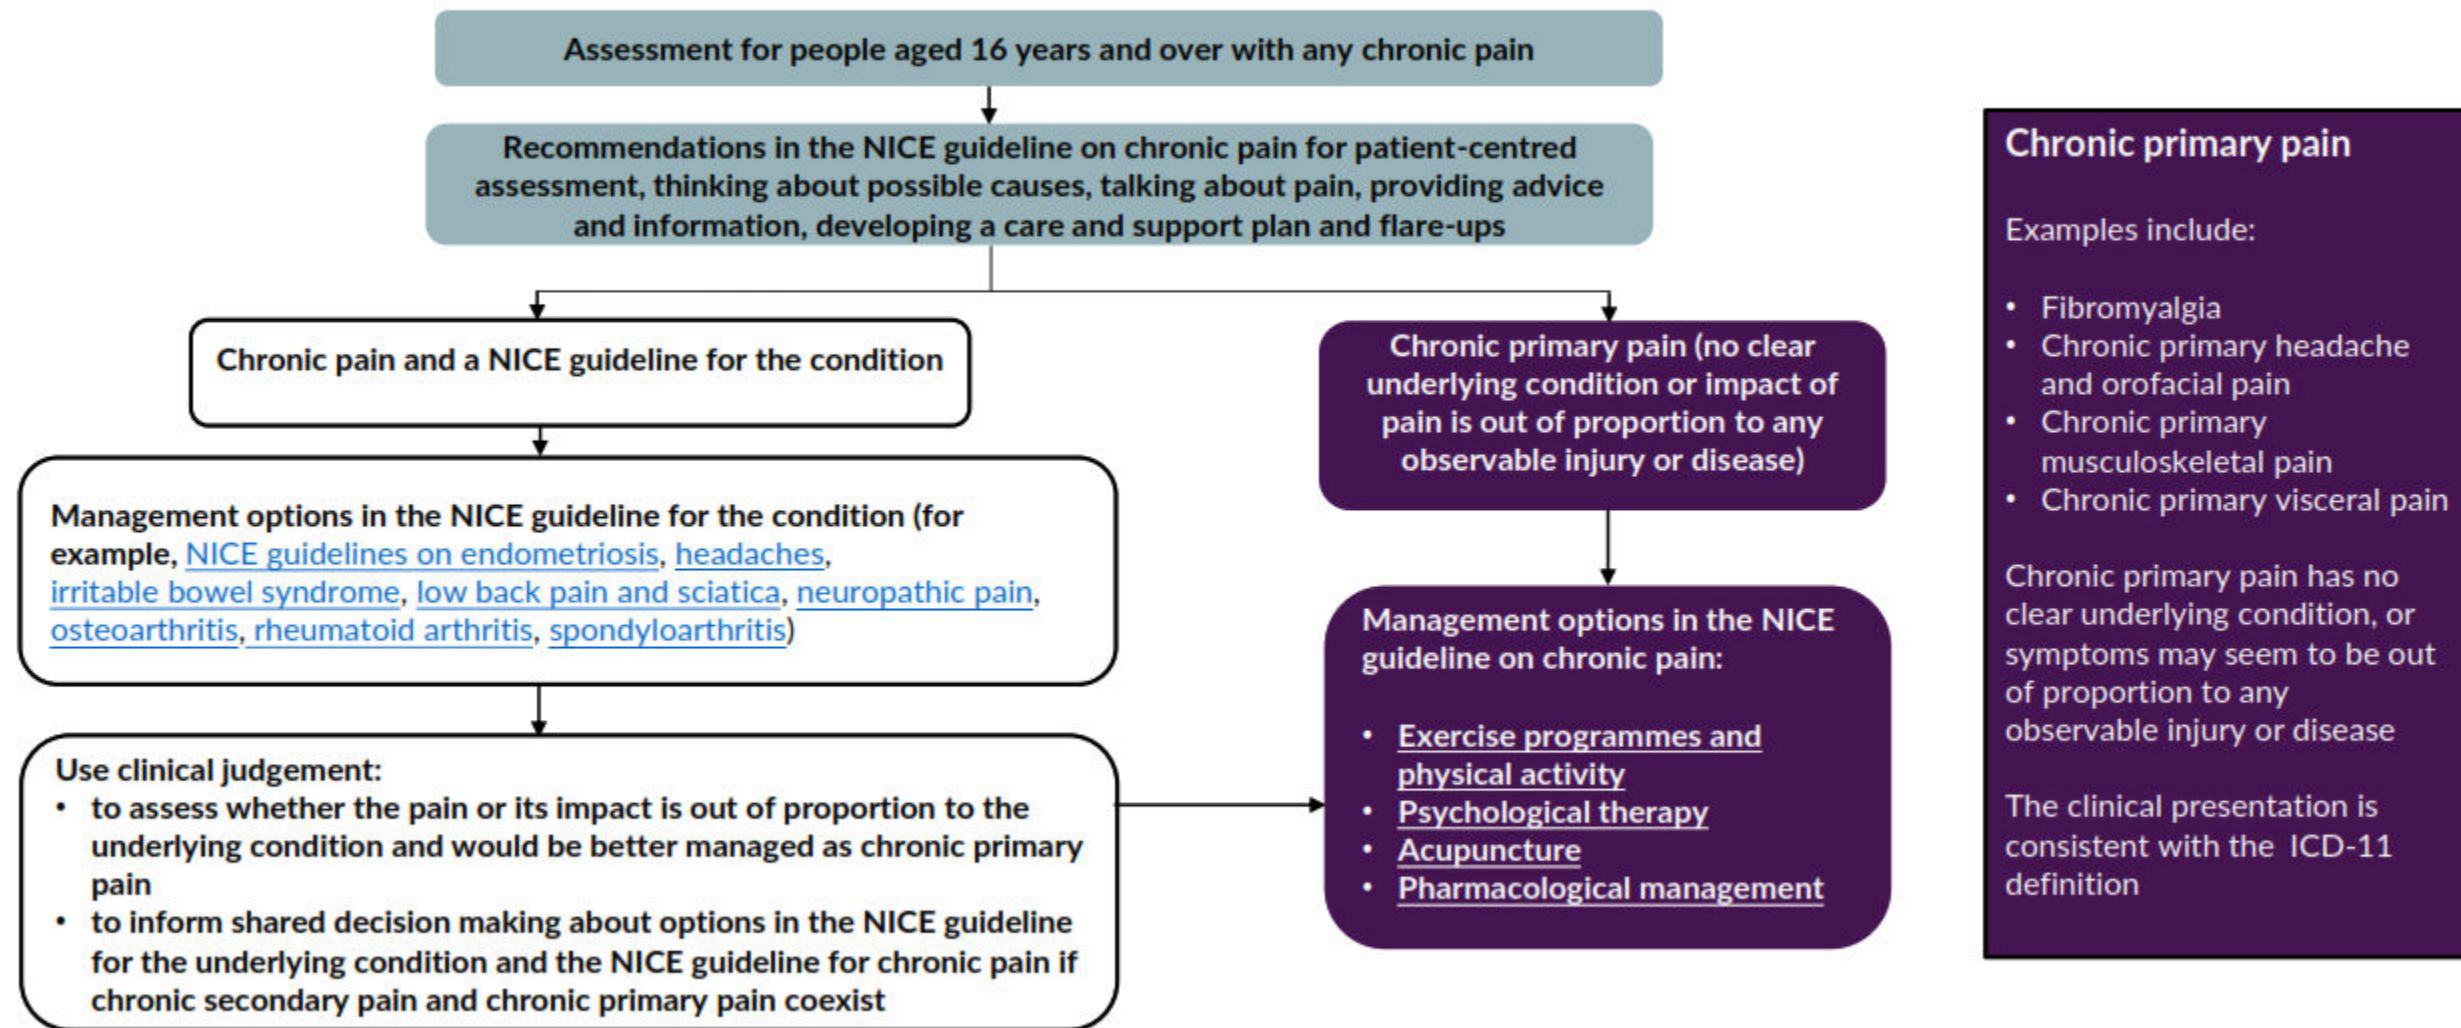 Assessment for people aged 16 years and over with any chronic pain
Recommendations in the NICE guideline on chronic pain for patient-centred
assessment, thinking about possible causes, talking about pain, providing advice
and information, developing a care and support plan and flare-ups
Chronic pain and a NICE guideline for the condition
Management options in the NICE guideline for the condition (for
example, NICE guidelines on endometriosis, headaches,
irritable bowel syndrome, low back pain and sciatica, neuropathic pain,
osteoarthritis, rheumatoid arthritis, spondyloarthritis)
Use clinical judgement:
• to assess whether the pain or its impact is out of proportion to the
underlying condition and would be better managed as chronic primary
pain
• to inform shared decision making about options in the NICE guideline
for the underlying condition and the NICE guideline for chronic pain if
chronic secondary pain and chronic primary pain coexist
Chronic primary pain (no clear
underlying condition or impact of
pain is out of proportion to any
observable injury or disease)
Management options in the NICE
guideline on chronic pain:
• Exercise programmes and
physical activity
• Psychological therapy
• Acupuncture
• Pharmacological management
Chronic primary pain
Examples include:
• Fibromyalgia
• Chronic primary headache
and orofacial pain
• Chronic primary
musculoskeletal pain
• Chronic primary visceral pain
Chronic primary pain has no
clear underlying condition, or
symptoms may seem to be out
of proportion to any
observable injury or disease
The clinical presentation is
consistent with the ICD-11
definition